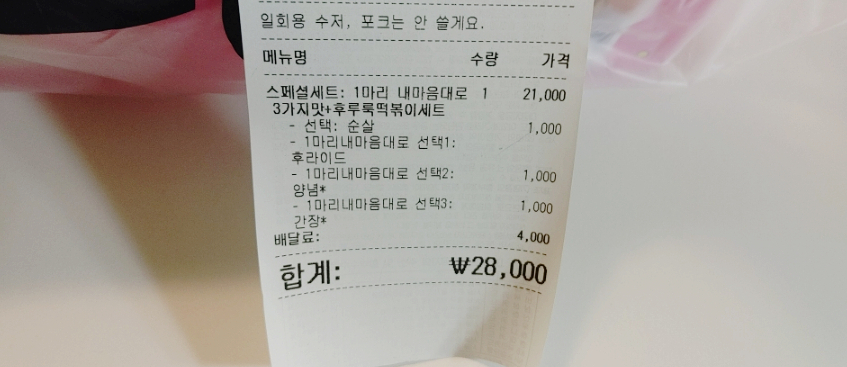 일회용 수저, 포크는 안 쓸게요.
메뉴명 수량 가격
스페셜세트: 1마리 내마음대로 1 21,000
3가지맛+후루룩떡볶이세트
- 선택: 순살 1,000
- 1마리내마음대로 선택1:
후라이드
- 1마리내마음대로 선택2: 1,000
양념*
- 1마리내마음대로 선택3: 1,000
간장*
배달료: 4,000
합계: ₩28,000